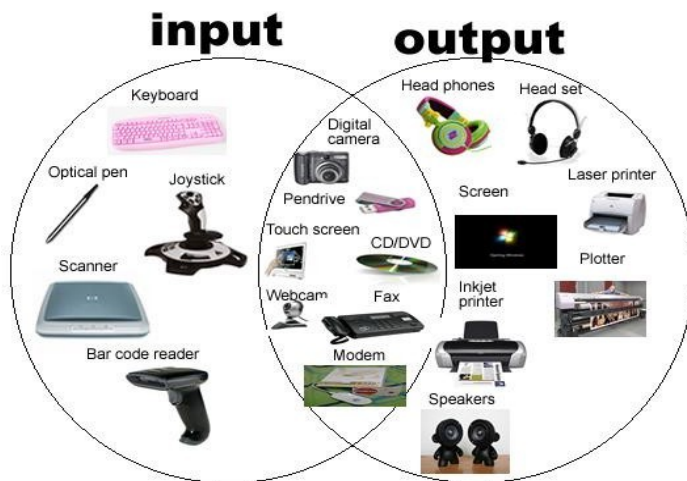 input
output
Keyboard
Optical pen
Joystick
Scanner
Bar code reader
Digital
camera
Pendrive
Touch screen
CD/DVD
Webcam
Fax
Modem
Head phones
Head set
Screen
Laser printer
Plotter
Inkjet
printer
Speakers